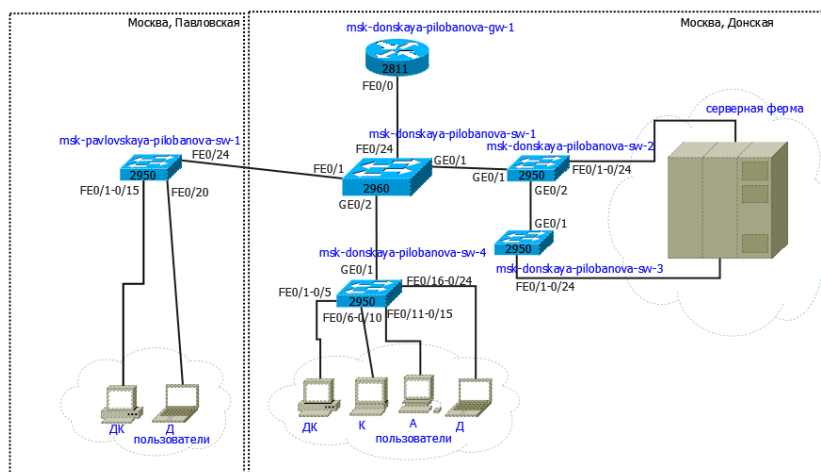 Москва, Павловская
Москва, Донская
msk-donskaya-pilobanova-gw-1
2811
FE0/0
серверная ферма
msk-pavlovskaya-pilobanova-sw-1
msk-donskaya-pilobanova-sw-1
FE0/24
FE0/24
GE0/1
msk-donskaya-pilobanova-sw-2
FE0/1
FE0/1-0/24
2950
2960
GE0/1
2950
FE0/1-0/15
FE0/20
GE0/2
GE0/2
GE0/1
2950
msk-donskaya-pilobanova-sw-4
msk-donskaya-pilobanova-sw-3
GE0/1
FE0/16-0/24
FE0/1-0/24
FE0/1-0/5
2950
FE0/6-0/10
FE0/11-0/15
ДК
Д
пользователи
ДК
К
А
Д
пользователи